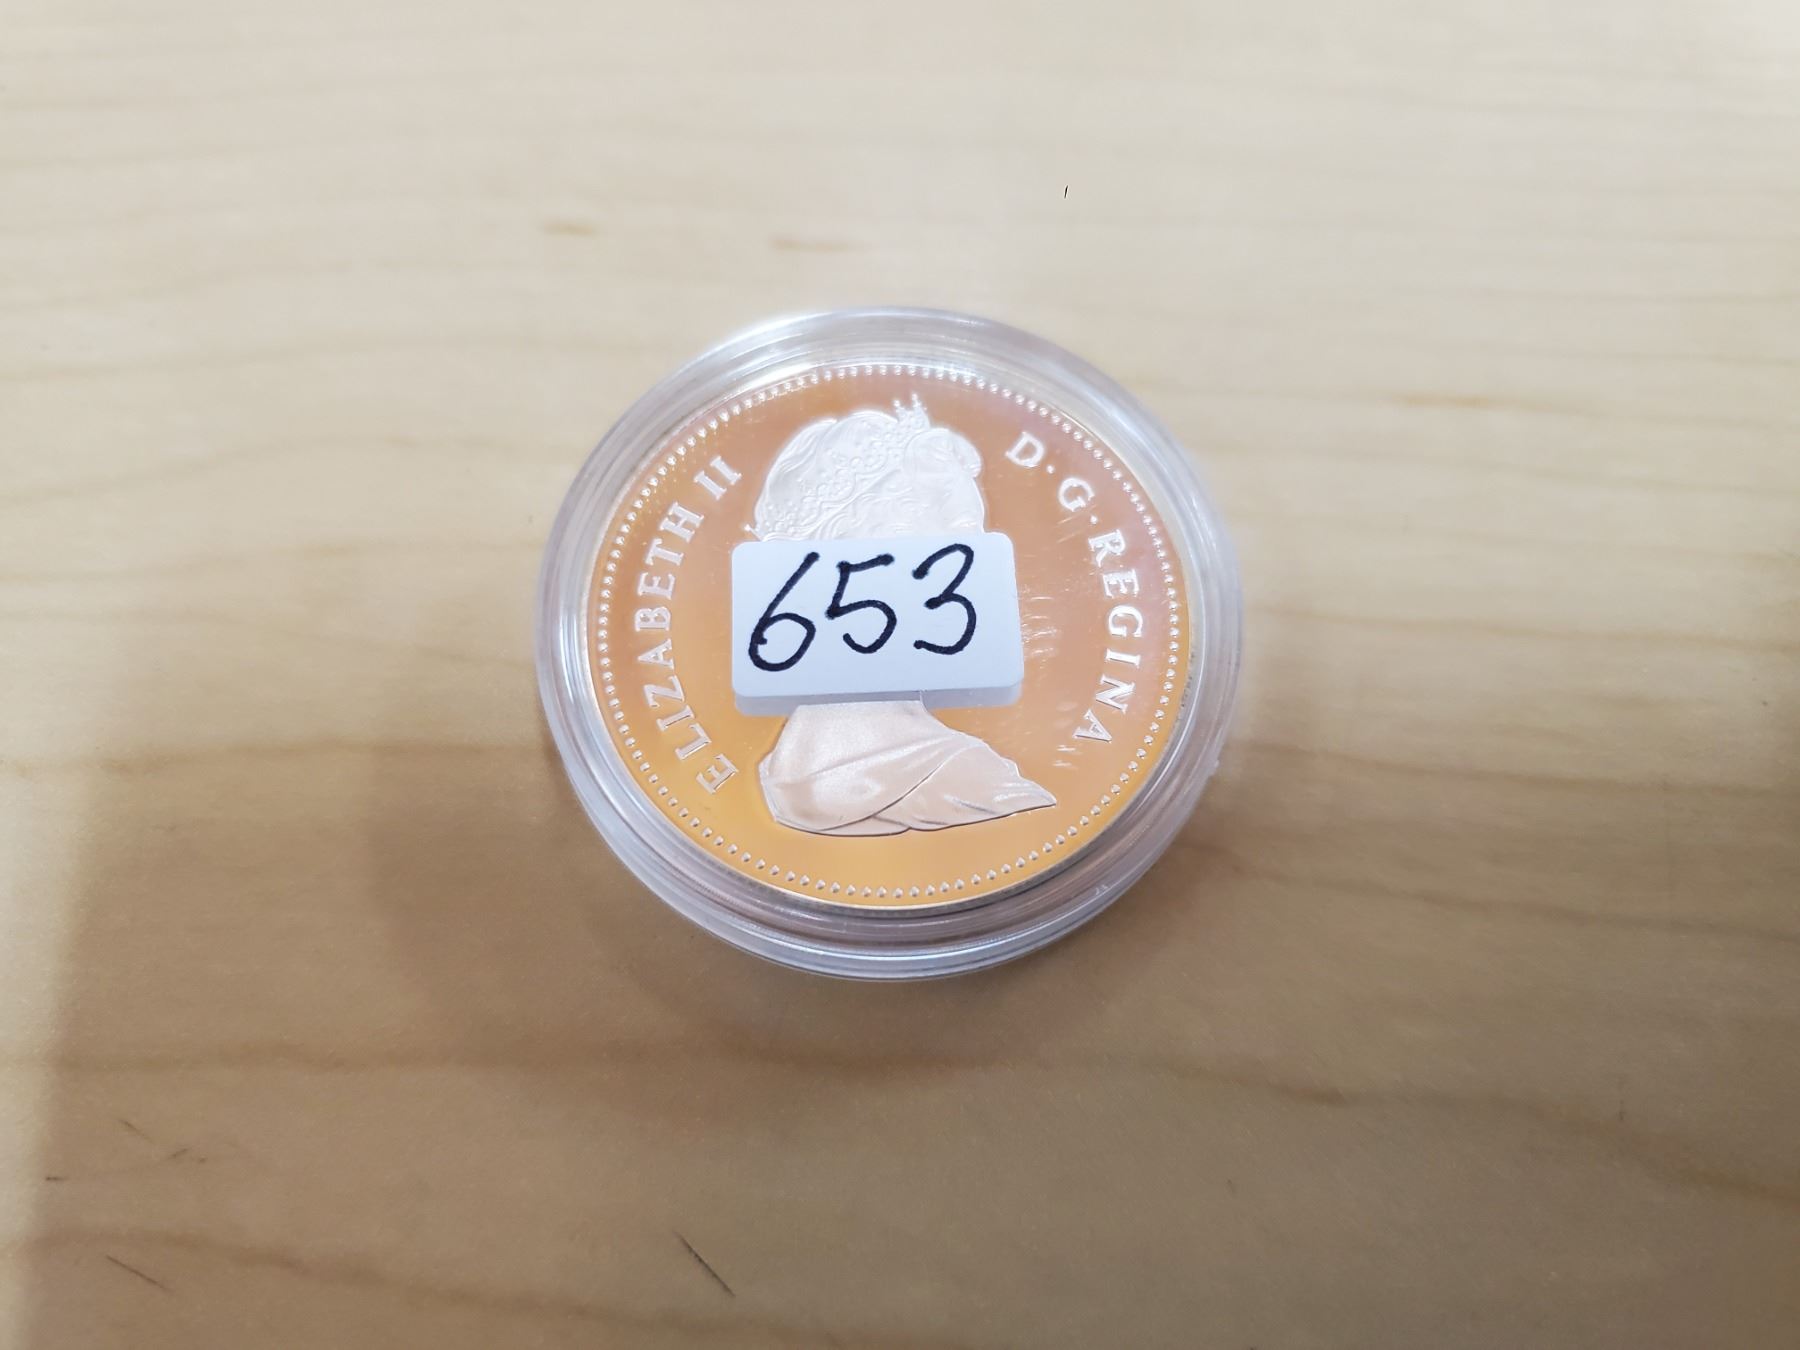 ELIZABETH II D·G·REGINA
653